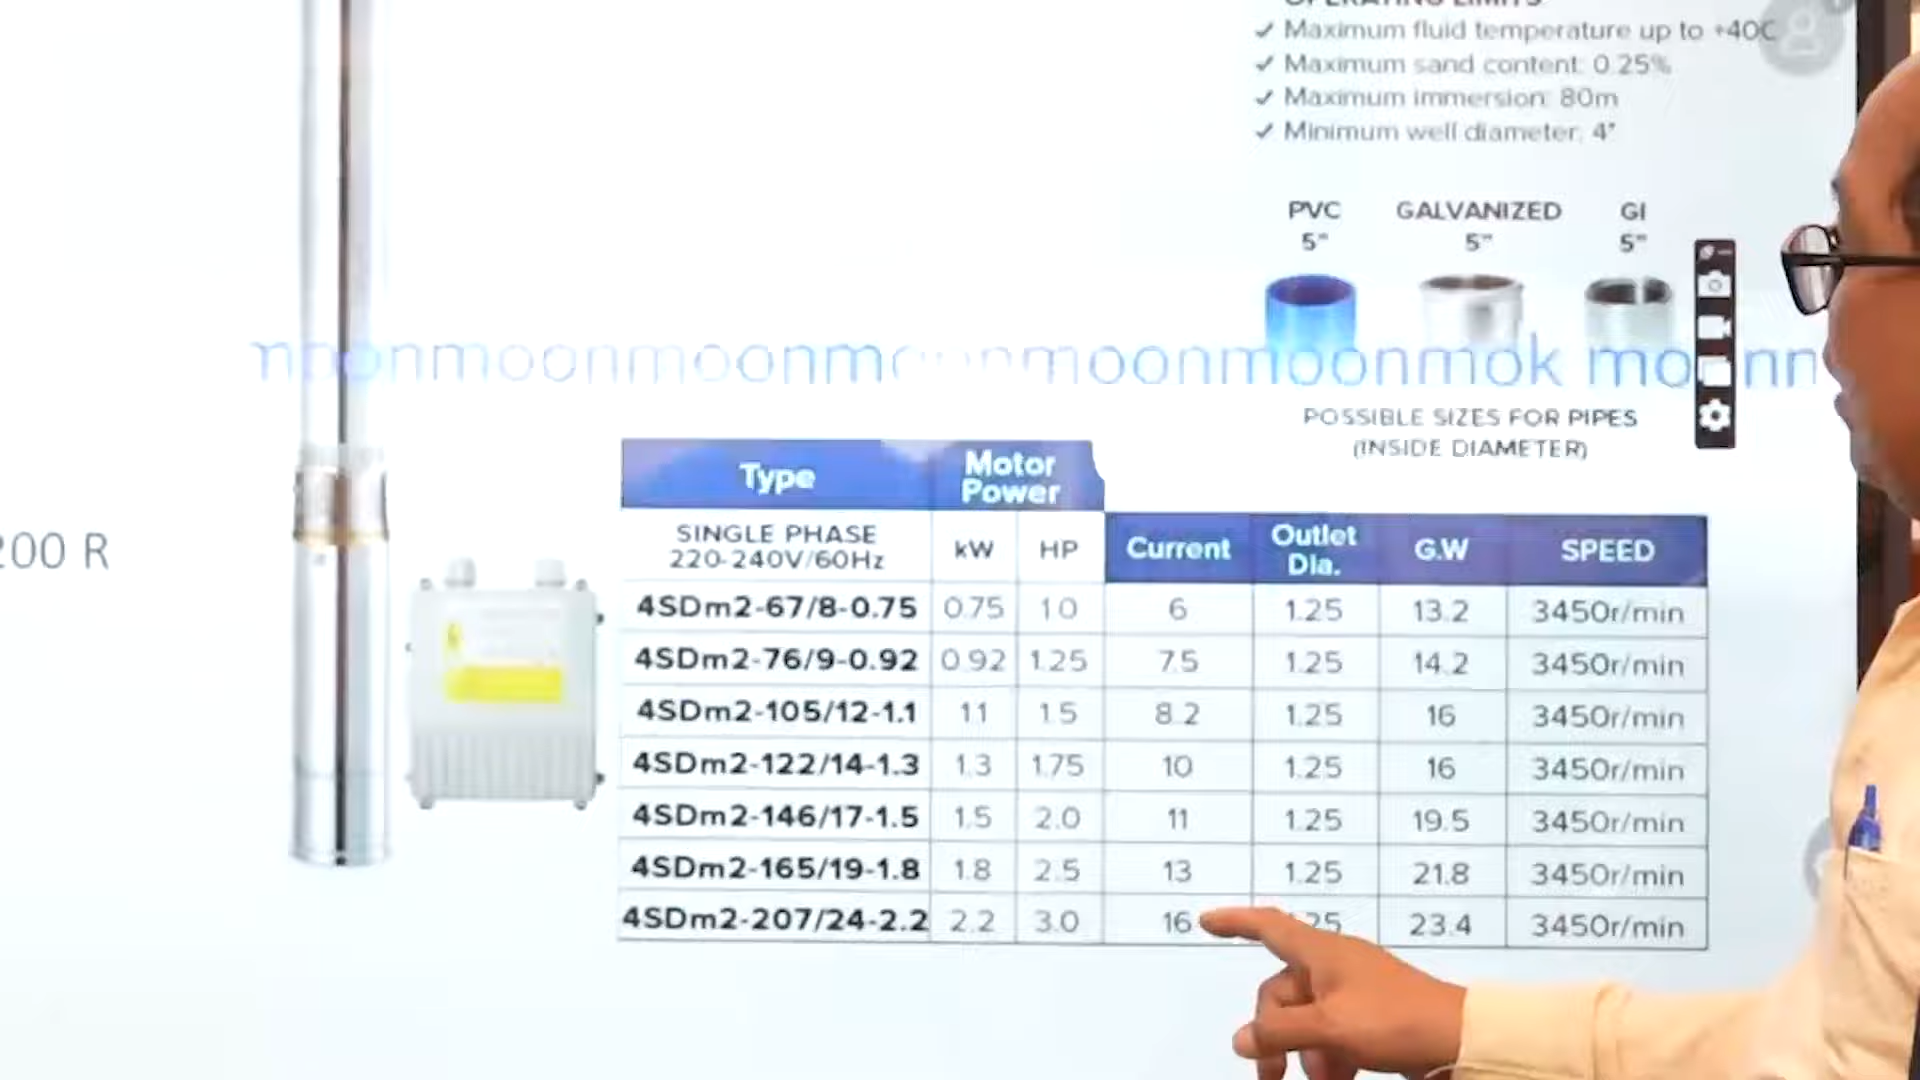 OPERATING LIMITS
✓ Maximum fluid temperature up to +40C
✓ Maximum sand content: 0.25%
✓ Maximum immersion: 80m
✓ Minimum well diameter: 4"
PVC GALVANIZED GI
5" 5" 5"
POSSIBLE SIZES FOR PIPES
(INSIDE DIAMETER)
200 R
Type Motor Power
SINGLE PHASE 220-240V/60Hz kW HP Current Outlet Dia. G.W SPEED
4SDm2-67/8-0.75 0.75 1.0 6 1.25 13.2 3450r/min
4SDm2-76/9-0.92 0.92 1.25 7.5 1.25 14.2 3450r/min
4SDm2-105/12-1.1 1.1 1.5 8.2 1.25 16 3450r/min
4SDm2-122/14-1.3 1.3 1.75 10 1.25 16 3450r/min
4SDm2-146/17-1.5 1.5 2.0 11 1.25 19.5 3450r/min
4SDm2-165/19-1.8 1.8 2.5 13 1.25 21.8 3450r/min
4SDm2-207/24-2.2 2.2 3.0 16 .25 23.4 3450r/min